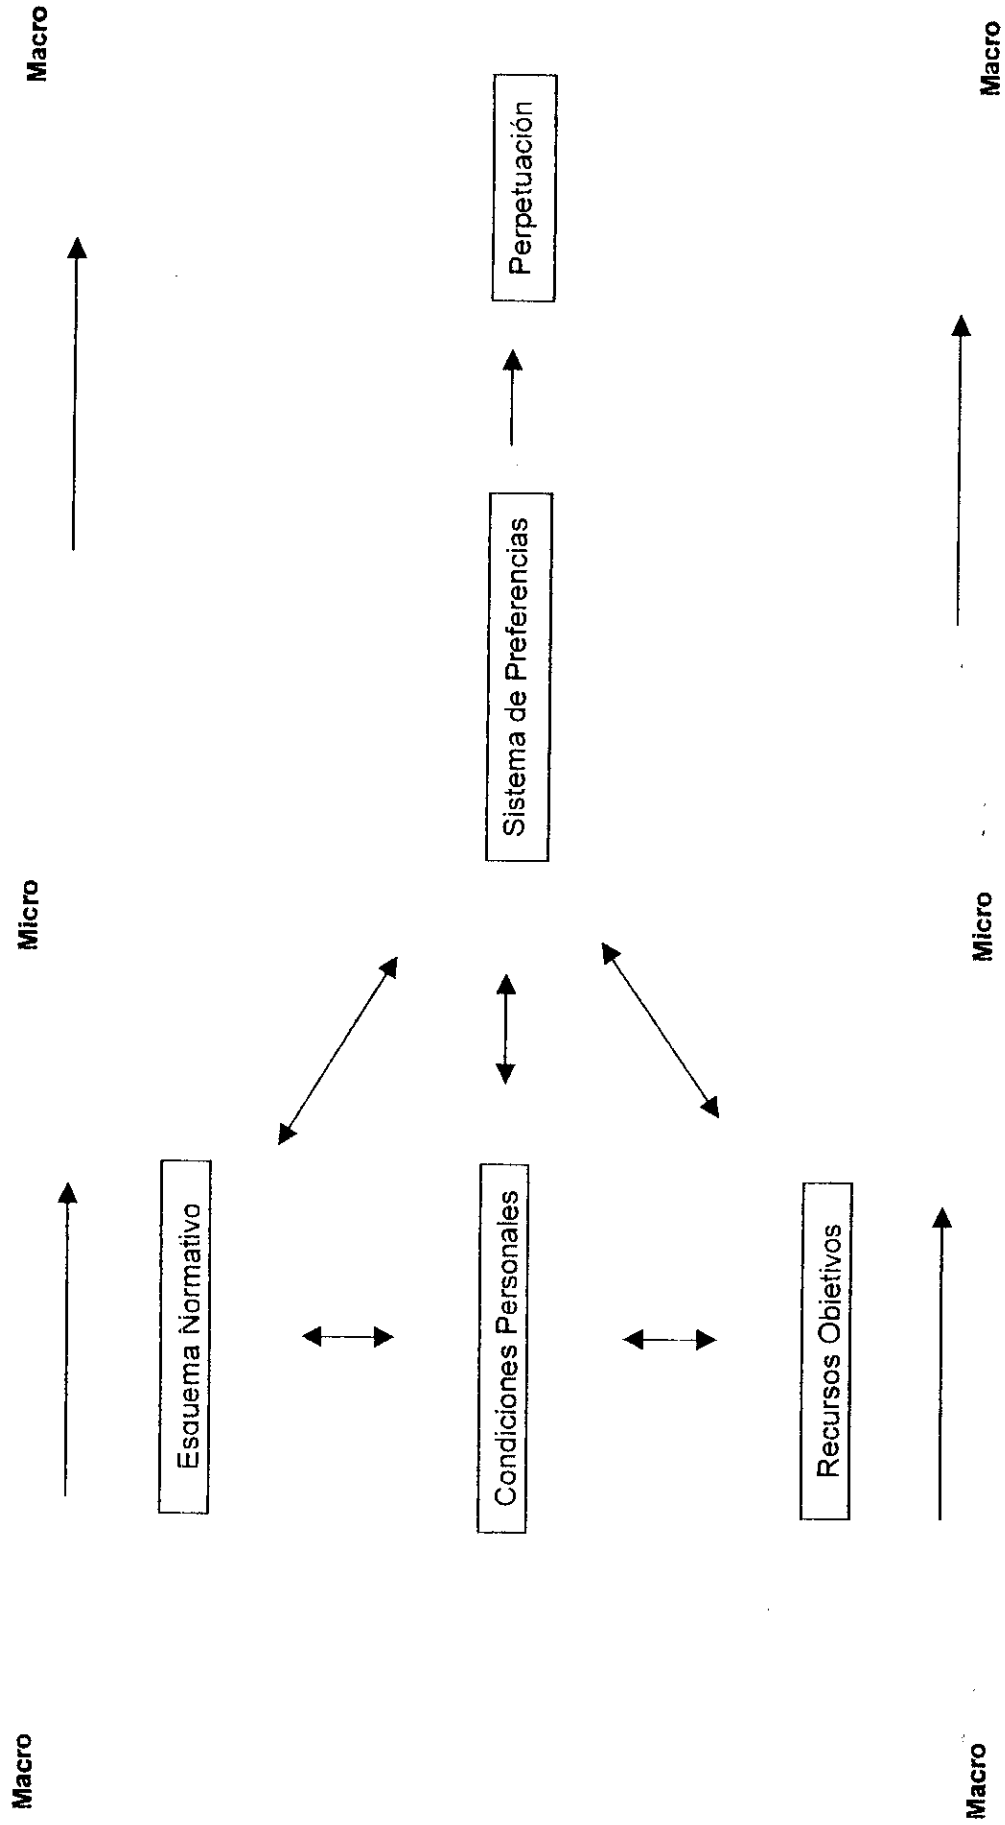 Macro
Micro
Macro
Esquema Normativo
Condiciones Personales
Sistema de Preferencias
Perpetuación
Recursos Objetivos
Macro
Micro
Macro